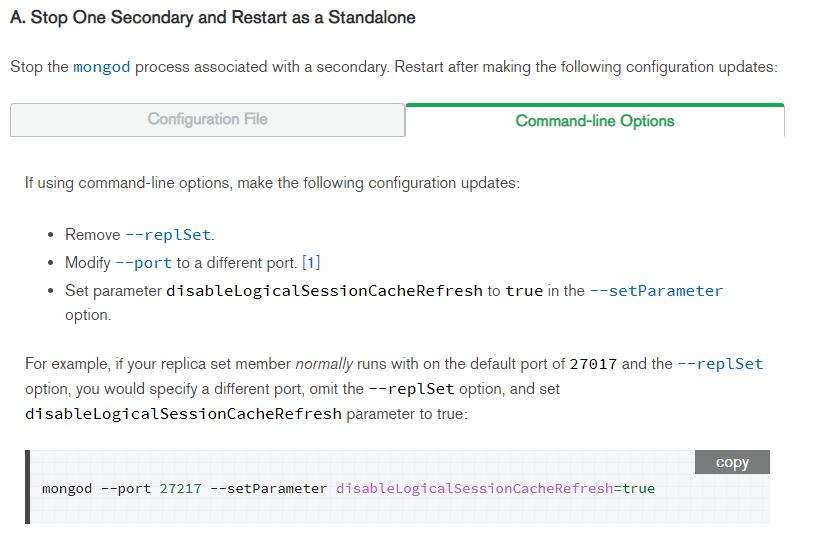 A. Stop One Secondary and Restart as a Standalone
Stop the mongod process associated with a secondary. Restart after making the following configuration updates:
Configuration File
Command-line Options
If using command-line options, make the following configuration updates:
• Remove --replSet.
• Modify --port to a different port. [1]
• Set parameter disableLogicalSessionCacheRefresh to true in the --setParameter
option.
For example, if your replica set member normally runs with on the default port of 27017 and the --replSet
option, you would specify a different port, omit the --replSet option, and set
disableLogicalSessionCacheRefresh parameter to true:
copy
mongod --port 27217 --setParameter disableLogicalSessionCacheRefresh=true